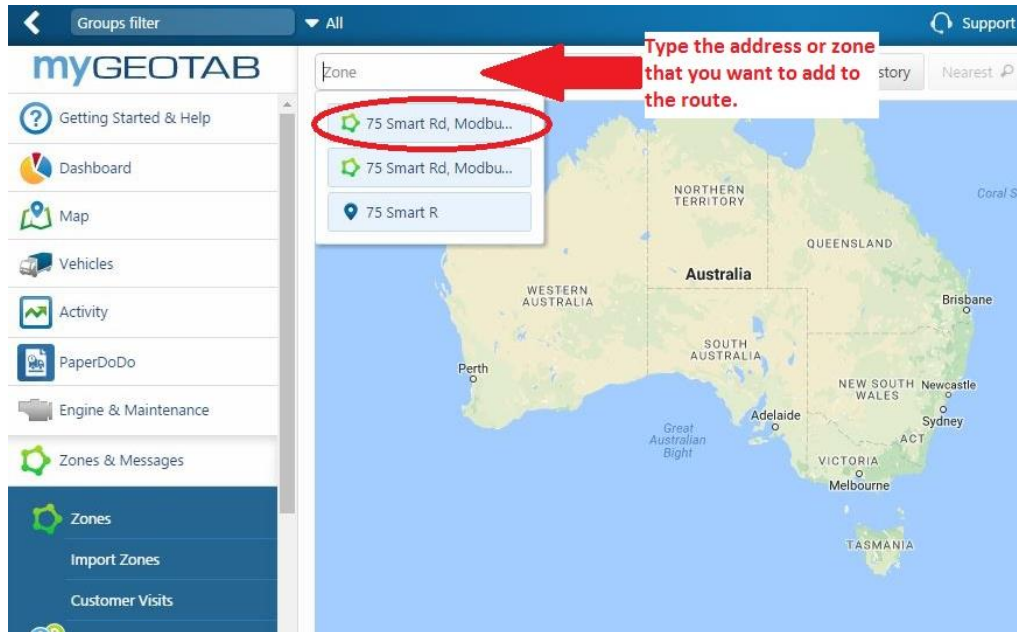 Groups filter
All
Support
myGEOTAB
Zone
Type the address or zone
that you want to add to
the route.
story
Nearest
Getting Started & Help
75 Smart Rd, Modbu...
Dashboard
75 Smart Rd, Modbu...
Map
75 Smart R
Vehicles
Activity
PaperDoDo
Engine & Maintenance
Zones & Messages
Zones
Import Zones
Customer Visits
NORTHERN
TERRITORY
Coral S
QUEENSLAND
Australia
WESTERN
AUSTRALIA
Brisbane
SOUTH
AUSTRALIA
Perth
NEW SOUTH
WALES
Newcastle
Adelaide
Sydney
Great
Australian
Bight
ACT
VICTORIA
Melbourne
TASMANIA